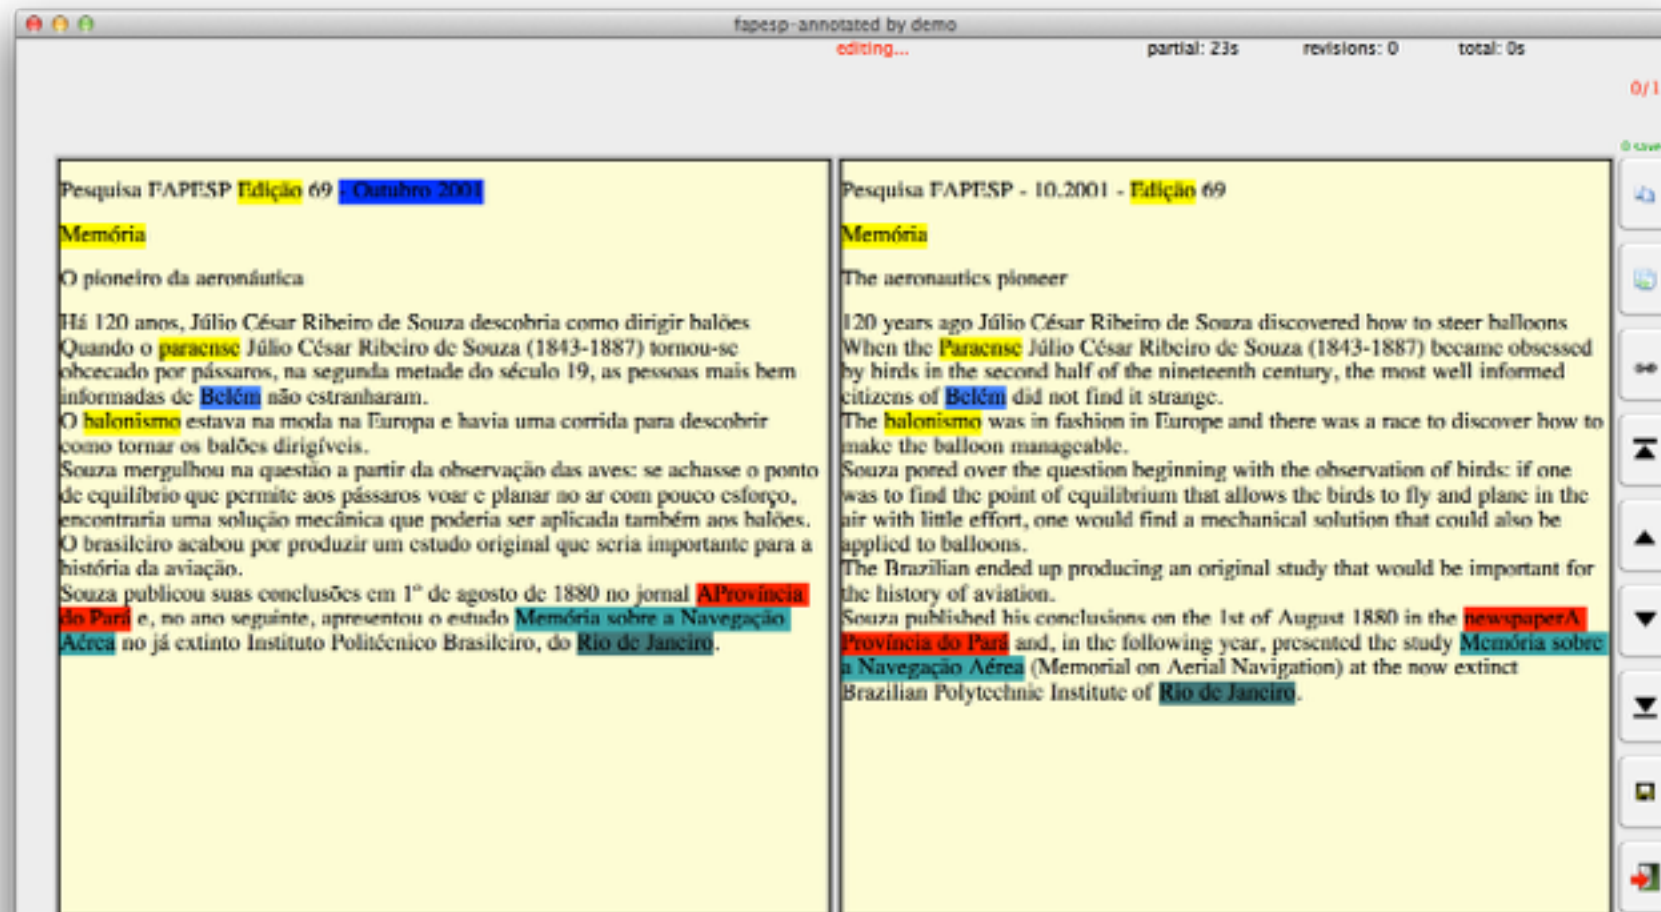 fapesp-annotated by demo
editing... partial: 23s revisions: 0 total: 0s
0/1
Pesquisa FAPESP Edição 69 - Outubro 2001
Memória
O pioneiro da aeronáutica
Há 120 anos, Júlio César Ribeiro de Souza descobria como dirigir balões
Quando o paraense Júlio César Ribeiro de Souza (1843-1887) tornou-se
obcecado por pássaros, na segunda metade do século 19, as pessoas mais bem
informadas de Belém não estranharam.
O balonismo estava na moda na Europa e havia uma corrida para descobrir
como tornar os balões dirigíveis.
Souza mergulhou na questão a partir da observação das aves: se achasse o ponto
de equilíbrio que permite aos pássaros voar e planar no ar com pouco esforço,
encontraria uma solução mecânica que poderia ser aplicada também aos balões.
O brasileiro acabou por produzir um estudo original que seria importante para a
história da aviação.
Souza publicou suas conclusões em 1º de agosto de 1880 no jornal AProvíncia
do Pará e, no ano seguinte, apresentou o estudo Memória sobre a Navegação
Aérea no já extinto Instituto Politécnico Brasileiro, do Rio de Janeiro.
Pesquisa FAPESP - 10.2001 - Edição 69
Memória
The aeronautics pioneer
120 years ago Júlio César Ribeiro de Souza discovered how to steer balloons
When the Paraense Júlio César Ribeiro de Souza (1843-1887) became obsessed
by birds in the second half of the nineteenth century, the most well informed
citizens of Belém did not find it strange.
The balonismo was in fashion in Europe and there was a race to discover how to
make the balloon manageable.
Souza pored over the question beginning with the observation of birds: if one
was to find the point of equilibrium that allows the birds to fly and plane in the
air with little effort, one would find a mechanical solution that could also be
applied to balloons.
The Brazilian ended up producing an original study that would be important for
the history of aviation.
Souza published his conclusions on the 1st of August 1880 in the newspaperA
Província do Pará and, in the following year, presented the study Memória sobre
a Navegação Aérea (Memorial on Aerial Navigation) at the now extinct
Brazilian Polytechnic Institute of Rio de Janeiro.